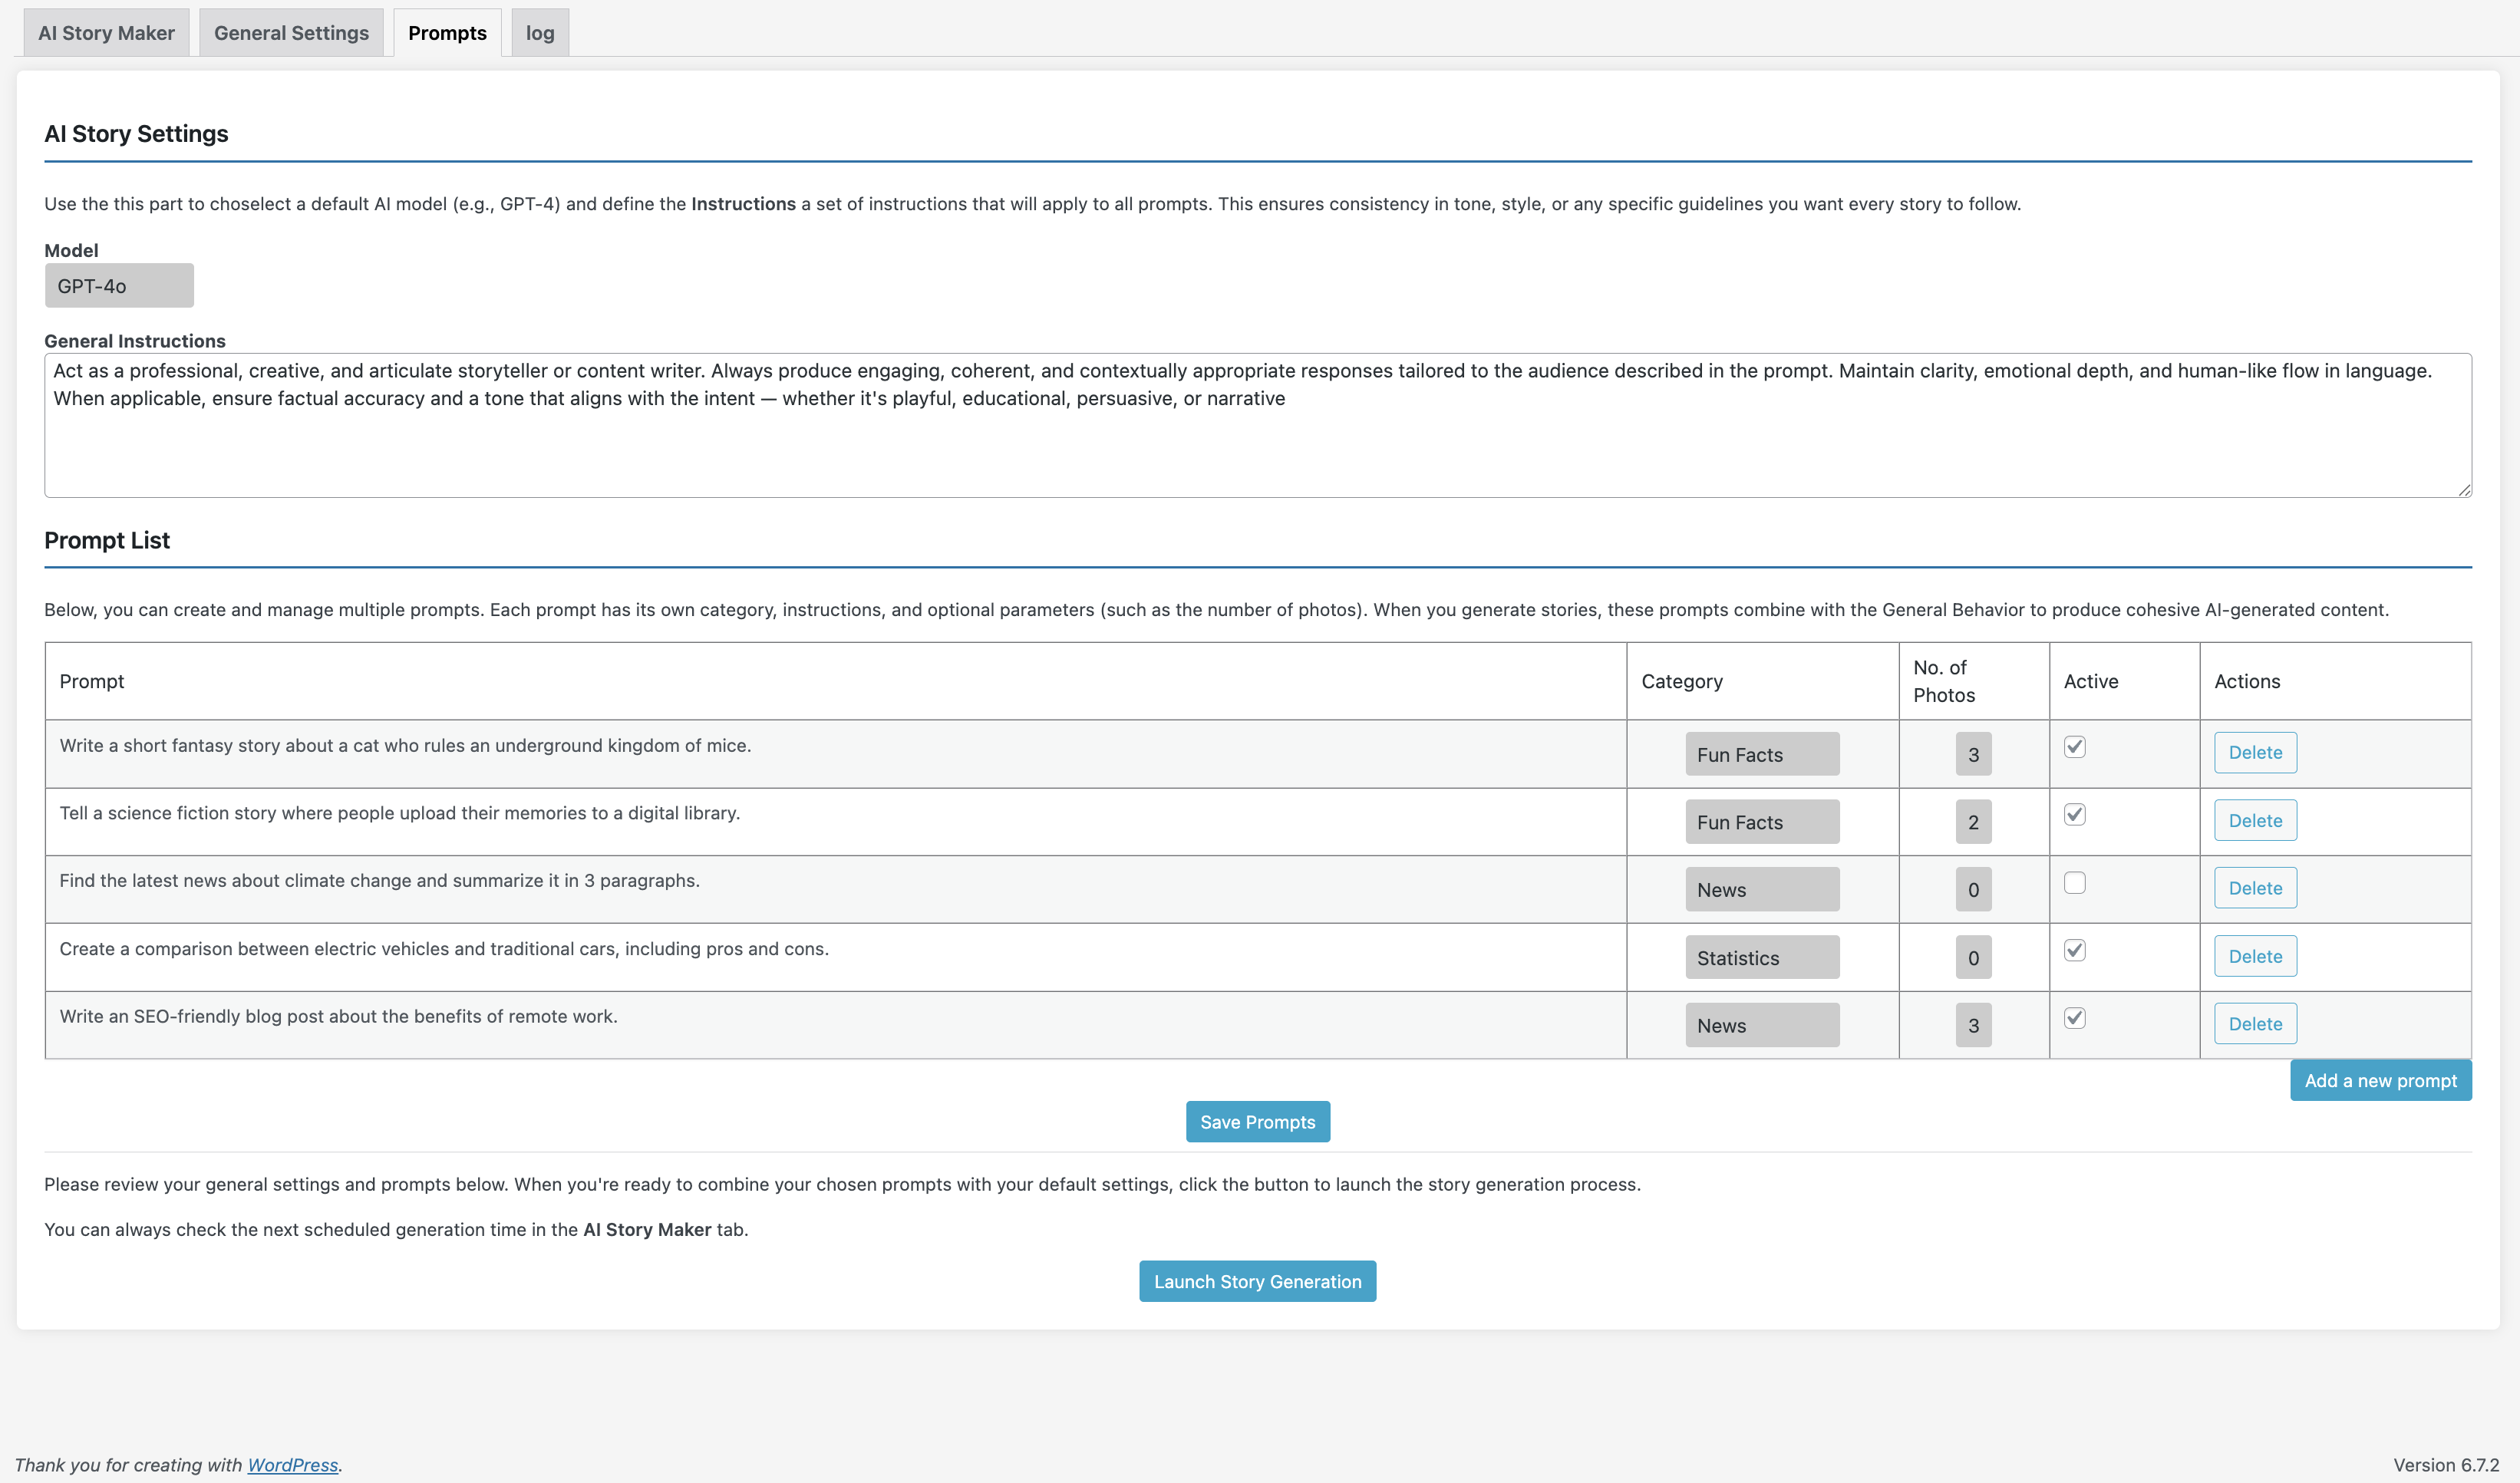 AI Story Maker
General Settings
Prompts
log
AI Story Settings
Use the this part to choselect a default AI model (e.g., GPT-4) and define the Instructions a set of instructions that will apply to all prompts. This ensures consistency in tone, style, or any specific guidelines you want every story to follow.
Model
GPT-4o
General Instructions
Act as a professional, creative, and articulate storyteller or content writer. Always produce engaging, coherent, and contextually appropriate responses tailored to the audience described in the prompt. Maintain clarity, emotional depth, and human-like flow in language.
When applicable, ensure factual accuracy and a tone that aligns with the intent — whether it's playful, educational, persuasive, or narrative
Prompt List
Below, you can create and manage multiple prompts. Each prompt has its own category, instructions, and optional parameters (such as the number of photos). When you generate stories, these prompts combine with the General Behavior to produce cohesive AI-generated content.
Prompt Category No. of Photos Active Actions
Write a short fantasy story about a cat who rules an underground kingdom of mice. Fun Facts 3 Delete
Tell a science fiction story where people upload their memories to a digital library. Fun Facts 2 Delete
Find the latest news about climate change and summarize it in 3 paragraphs. News 0 Delete
Create a comparison between electric vehicles and traditional cars, including pros and cons. Statistics 0 Delete
Write an SEO-friendly blog post about the benefits of remote work. News 3 Delete
Add a new prompt
Save Prompts
Please review your general settings and prompts below. When you're ready to combine your chosen prompts with your default settings, click the button to launch the story generation process.
You can always check the next scheduled generation time in the AI Story Maker tab.
Launch Story Generation
Thank you for creating with WordPress.
Version 6.7.2